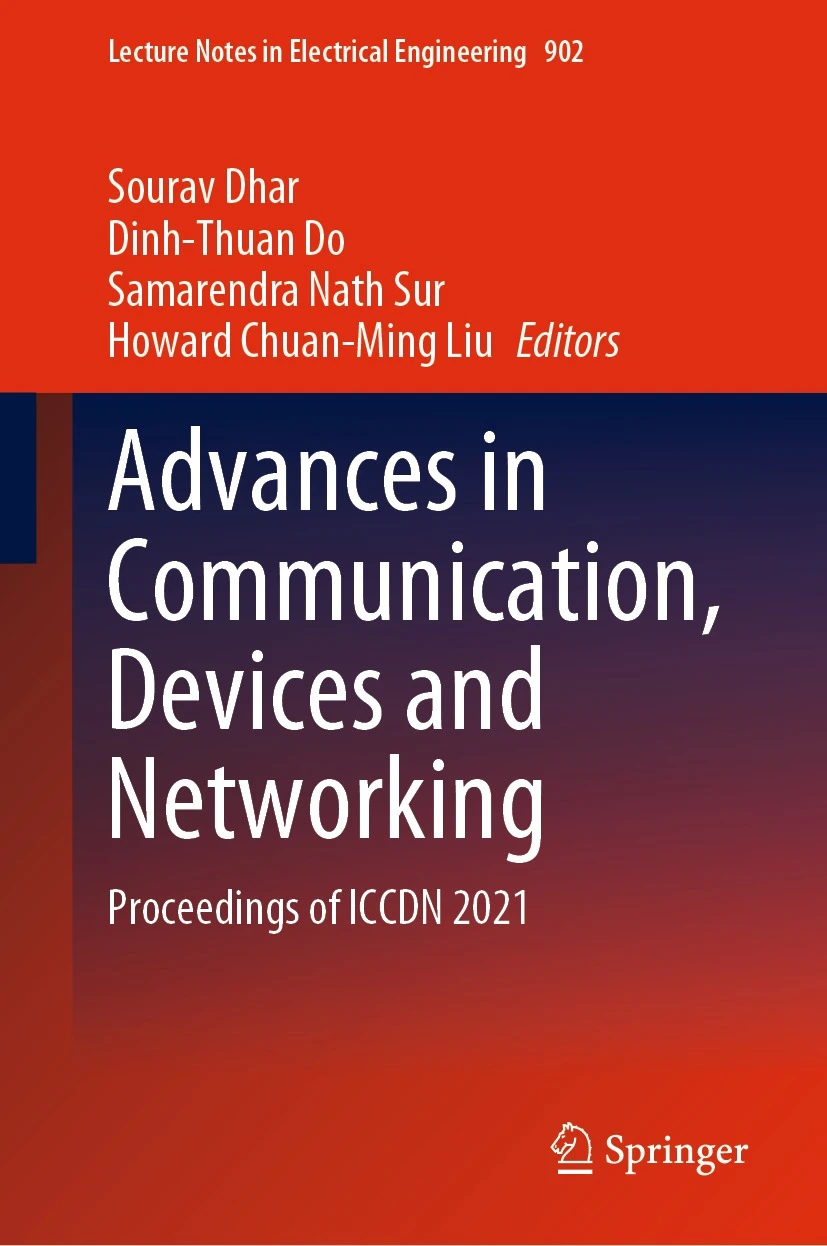 Lecture Notes in Electrical Engineering 902
Sourav Dhar
Dinh-Thuan Do
Samarendra Nath Sur
Howard Chuan-Ming Liu Editors
Advances in
Communication,
Devices and
Networking
Proceedings of ICCDN 2021
Springer